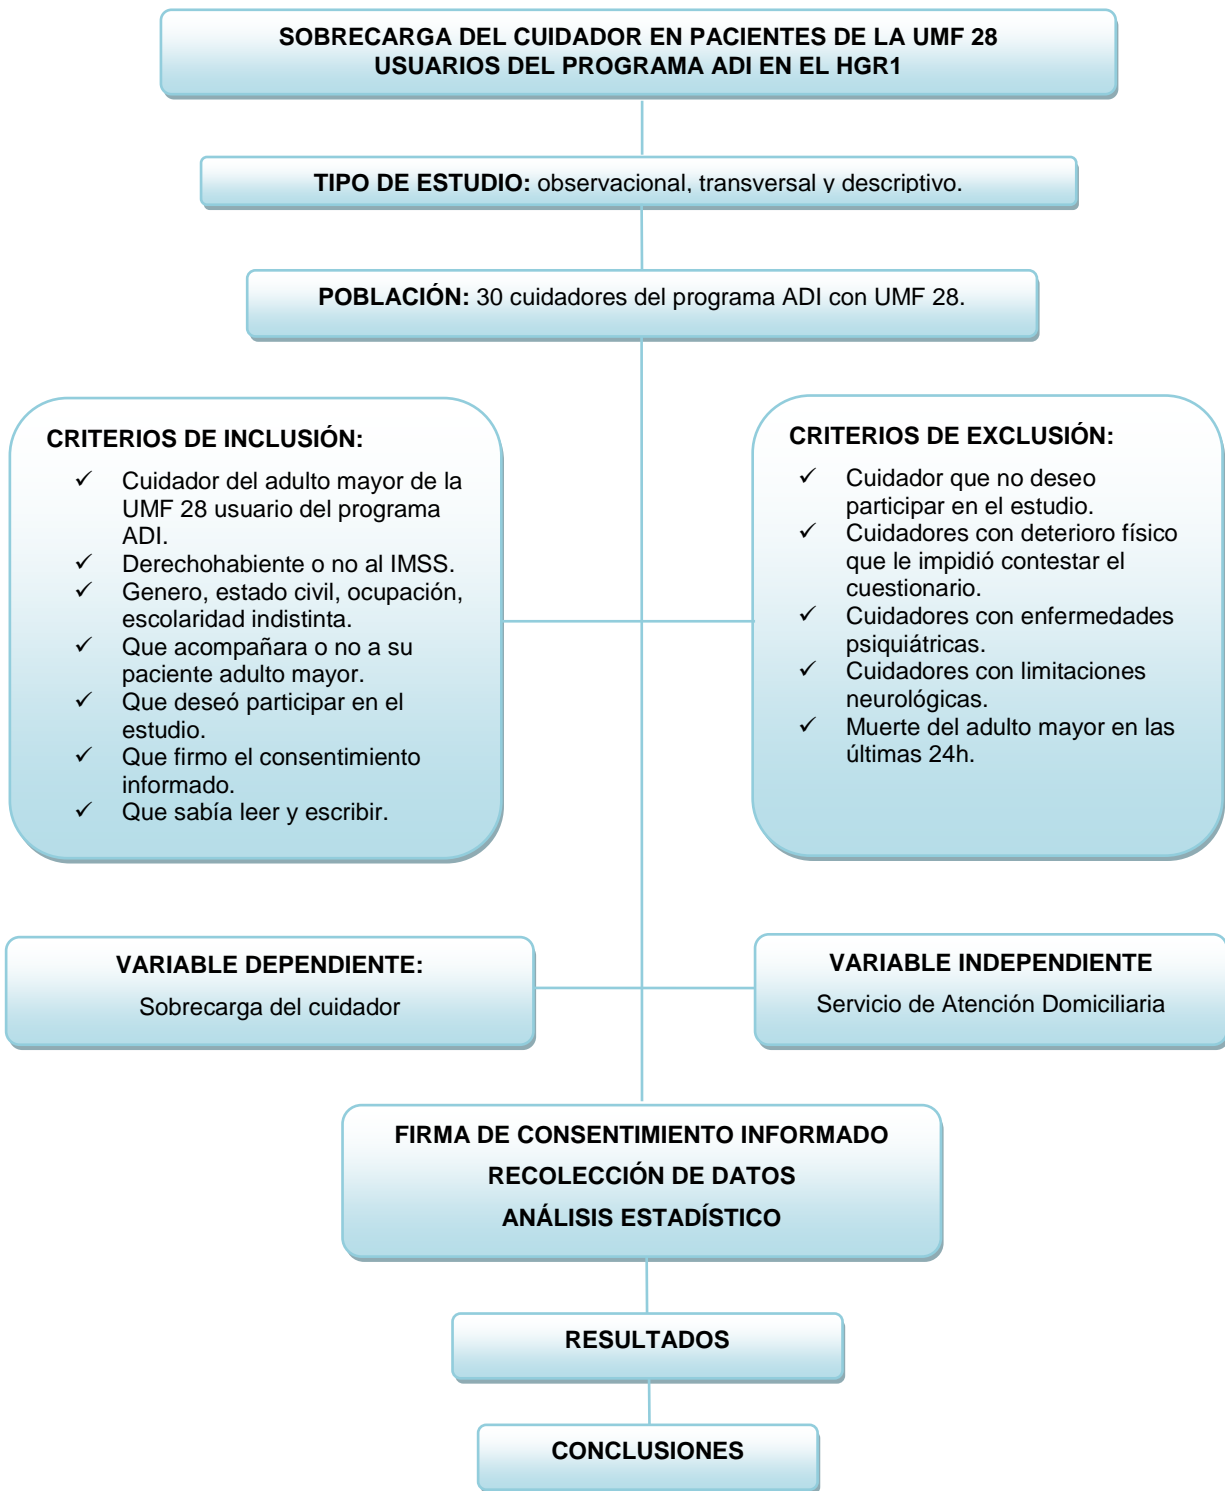 SOBRECARGA DEL CUIDADOR EN PACIENTES DE LA UMF 28
USUARIOS DEL PROGRAMA ADI EN EL HGR1
TIPO DE ESTUDIO: observacional, transversal y descriptivo.
POBLACIÓN: 30 cuidadores del programa ADI con UMF 28.
CRITERIOS DE INCLUSIÓN:
✓ Cuidador del adulto mayor de la
UMF 28 usuario del programa
ADI.
✓ Derechohabiente o no al IMSS.
✓ Genero, estado civil, ocupación,
escolaridad indistinta.
✓ Que acompañara o no a su
paciente adulto mayor.
✓ Que deseó participar en el
estudio.
✓ Que firmo el consentimiento
informado.
✓ Que sabía leer y escribir.
CRITERIOS DE EXCLUSIÓN:
✓ Cuidador que no deseo
participar en el estudio.
✓ Cuidadores con deterioro físico
que le impidió contestar el
cuestionario.
✓ Cuidadores con enfermedades
psiquiátricas.
✓ Cuidadores con limitaciones
neurológicas.
✓ Muerte del adulto mayor en las
últimas 24h.
VARIABLE DEPENDIENTE:
Sobrecarga del cuidador
VARIABLE INDEPENDIENTE
Servicio de Atención Domiciliaria
FIRMA DE CONSENTIMIENTO INFORMADO
RECOLECCIÓN DE DATOS
ANÁLISIS ESTADÍSTICO
RESULTADOS
CONCLUSIONES